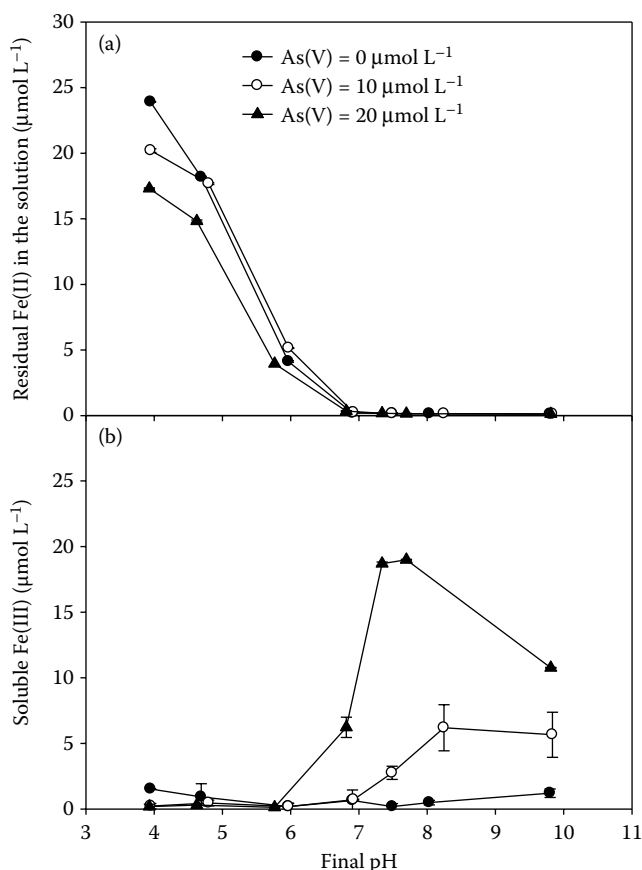 30
(a)
As(V) = 0 μmol L⁻¹
As(V) = 10 μmol L⁻¹
As(V) = 20 μmol L⁻¹
25
20
15
10
5
0
Residual Fe(II) in the solution (μmol L⁻¹)
(b)
25
20
15
10
5
0
Soluble Fe(III) (μmol L⁻¹)
3 4 5 6 7 8 9 10 11
Final pH